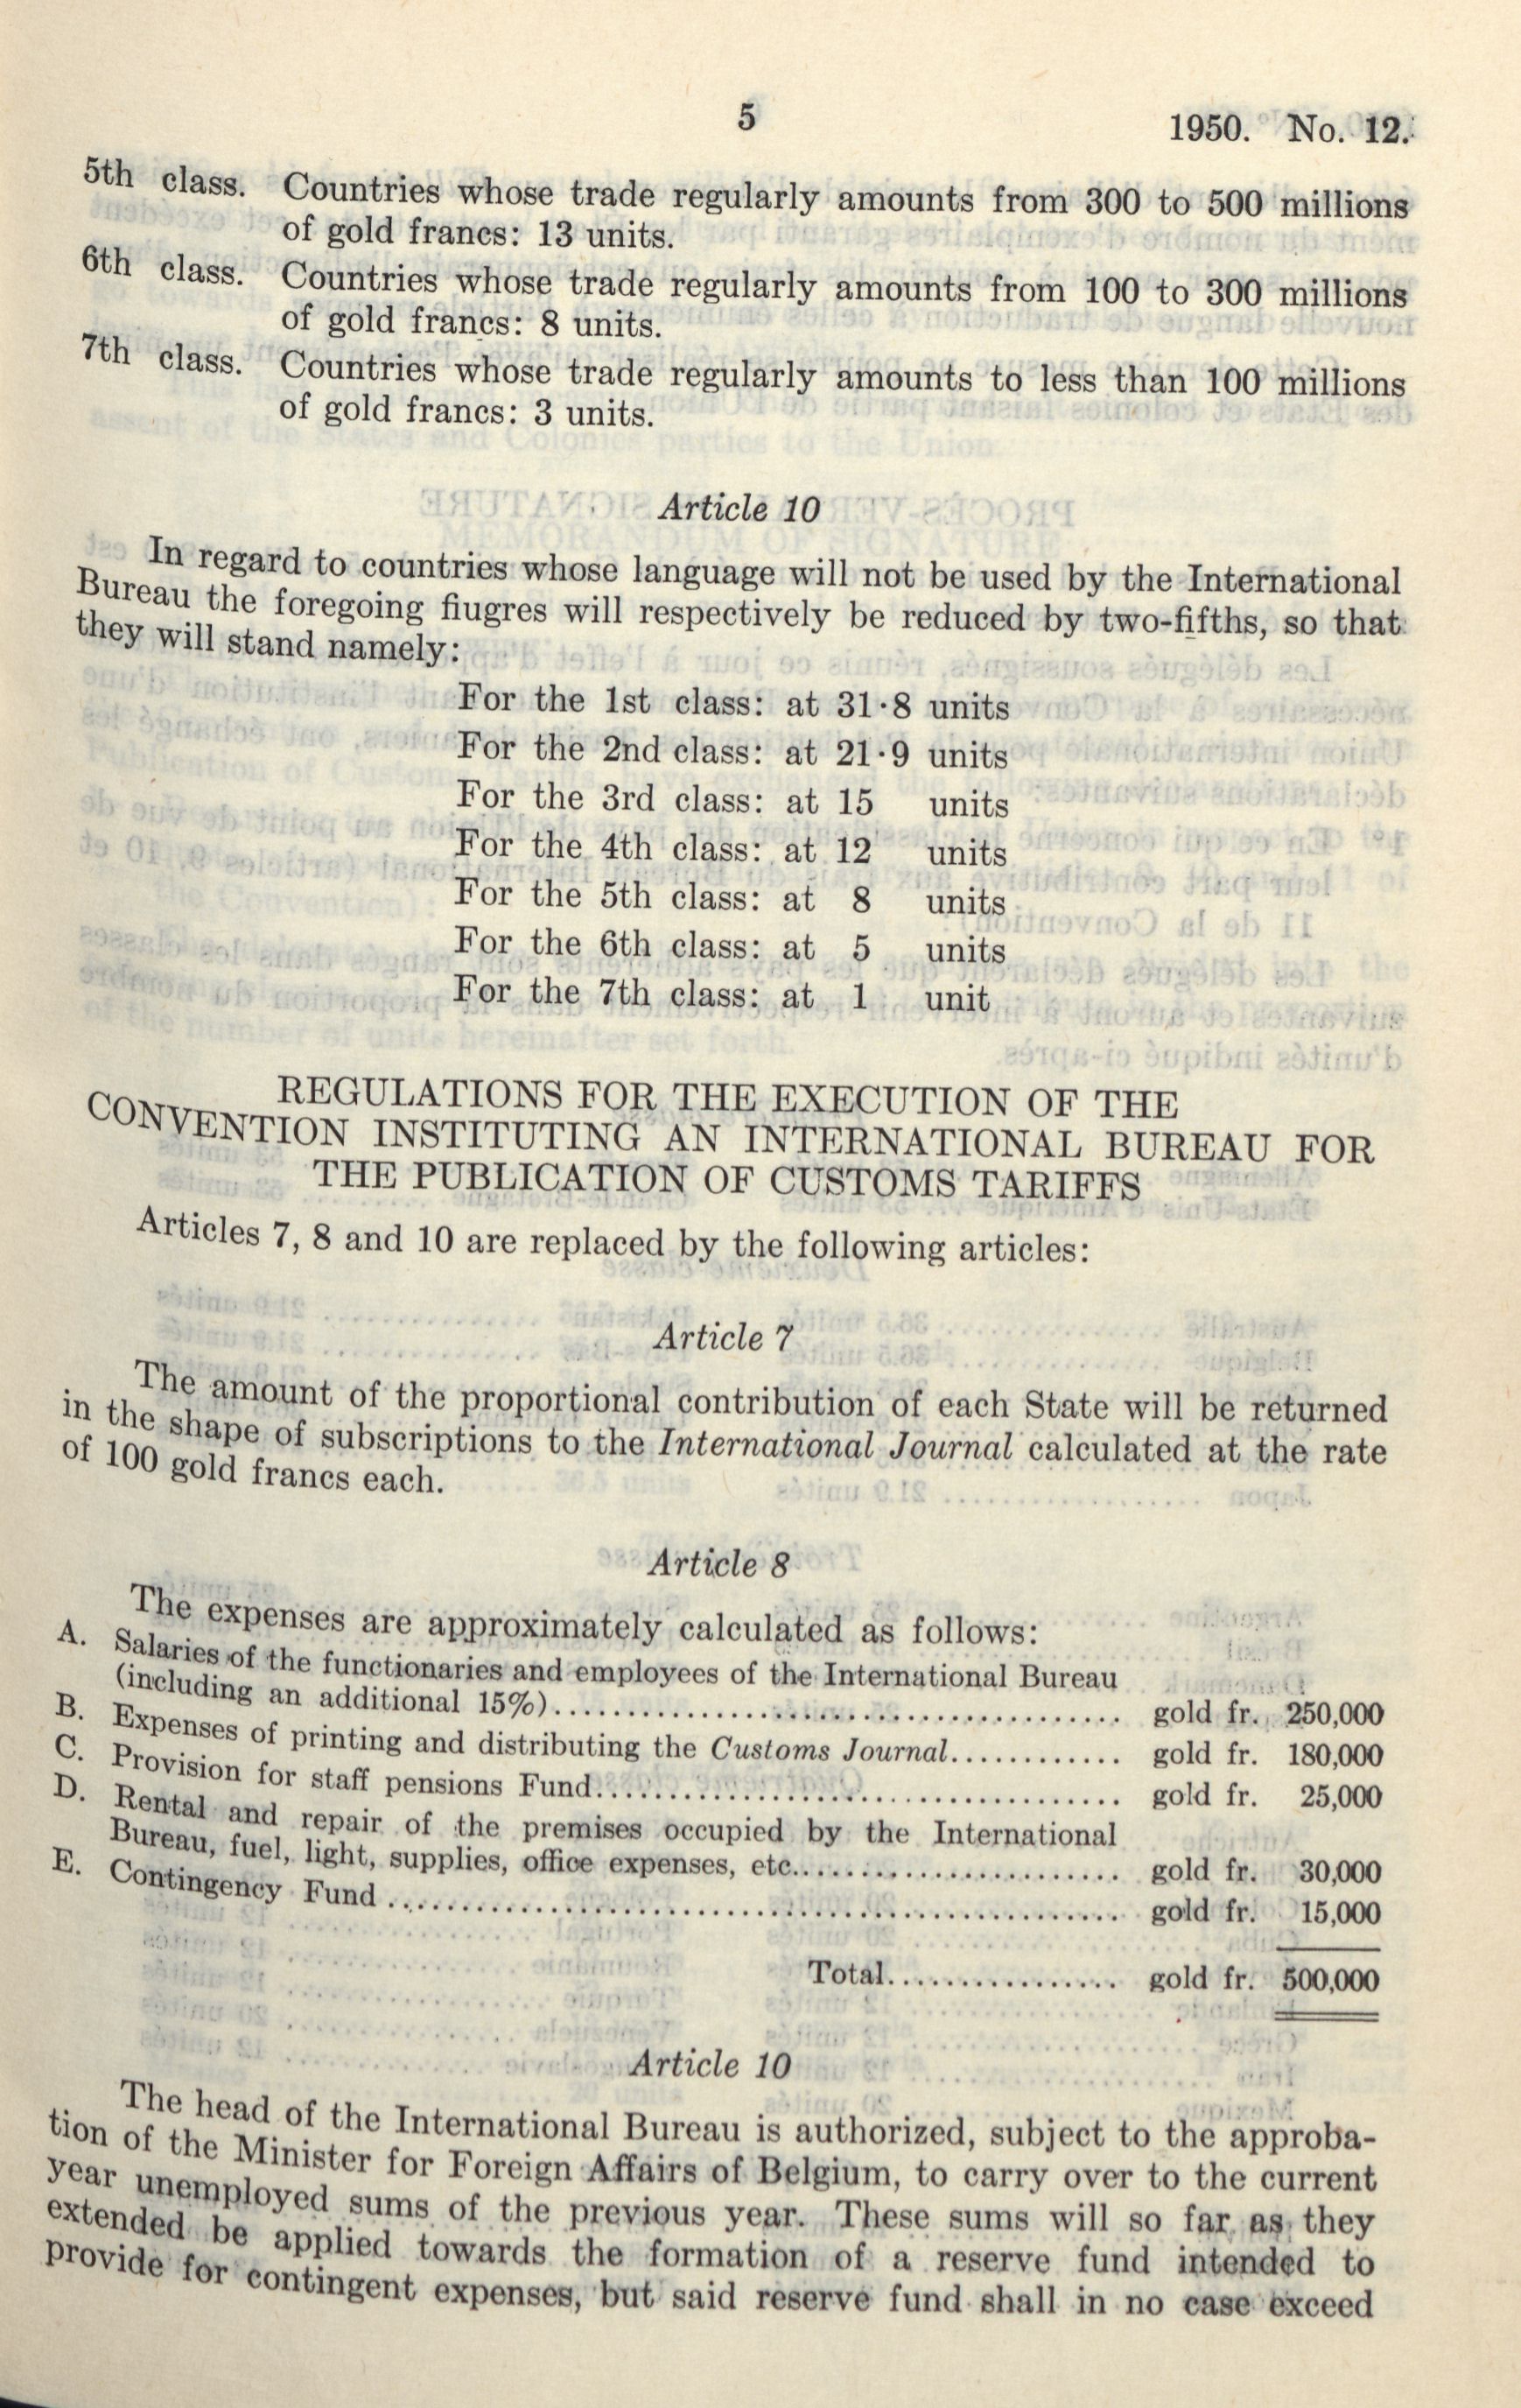 5
1950. No. 12.
5th class. Countries whose trade regularly amounts from 300 to 500 millions
of gold francs: 13 units.
6th class. Countries whose trade regularly amounts from 100 to 300 millions
of gold francs: 8 units.
7th class. Countries whose trade regularly amounts to less than 100 millions
of gold francs: 3 units.
Article 10
In regard to countries whose language will not be used by the International
Bureau the foregoing fiugres will respectively be reduced by two-fifths, so that
they will stand namely:
For the 1st class: at 31·8 units
For the 2nd class: at 21·9 units
For the 3rd class: at 15 units
For the 4th class: at 12 units
For the 5th class: at 8 units
For the 6th class: at 5 units
For the 7th class: at 1 unit
REGULATIONS FOR THE EXECUTION OF THE
CONVENTION INSTITUTING AN INTERNATIONAL BUREAU FOR
THE PUBLICATION OF CUSTOMS TARIFFS
Articles 7, 8 and 10 are replaced by the following articles:
Article 7
The amount of the proportional contribution of each State will be returned
in the shape of subscriptions to the International Journal calculated at the rate
of 100 gold francs each.
Article 8
The expenses are approximately calculated as follows:
A. Salaries of the functionaries and employees of the International Bureau
(including an additional 15%)........................................ gold fr. 250,000
B. Expenses of printing and distributing the Customs Journal............ gold fr. 180,000
C. Provision for staff pensions Fund..................................... gold fr. 25,000
D. Rental and repair of the premises occupied by the International
Bureau, fuel, light, supplies, office expenses, etc....................... gold fr. 30,000
E. Contingency Fund .................................................... gold fr. 15,000
Total................ gold fr. 500,000
Article 10
The head of the International Bureau is authorized, subject to the approba-
tion of the Minister for Foreign Affairs of Belgium, to carry over to the current
year unemployed sums of the previous year. These sums will so far as they
extended be applied towards the formation of a reserve fund intended to
provide for contingent expenses, but said reserve fund shall in no case exceed